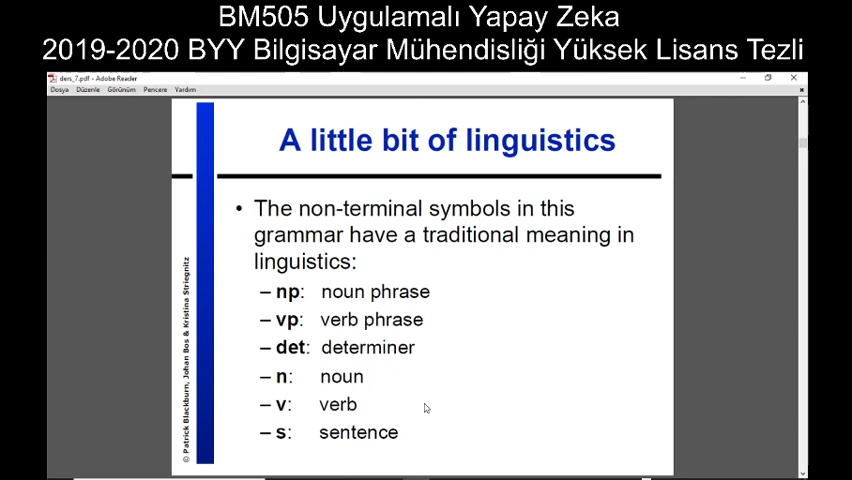 BM505 Uygulamalı Yapay Zeka
2019-2020 BYY Bilgisayar Mühendisliği Yüksek Lisans Tezli
ders_7.pdf - Adobe Reader
Dosya Düzenle Görünüm Pencere Yardım
A little bit of linguistics
• The non-terminal symbols in this
grammar have a traditional meaning in
linguistics:
– np: noun phrase
– vp: verb phrase
– det: determiner
– n: noun
– v: verb
– s: sentence
© Patrick Blackburn, Johan Bos & Kristina Striegnitz